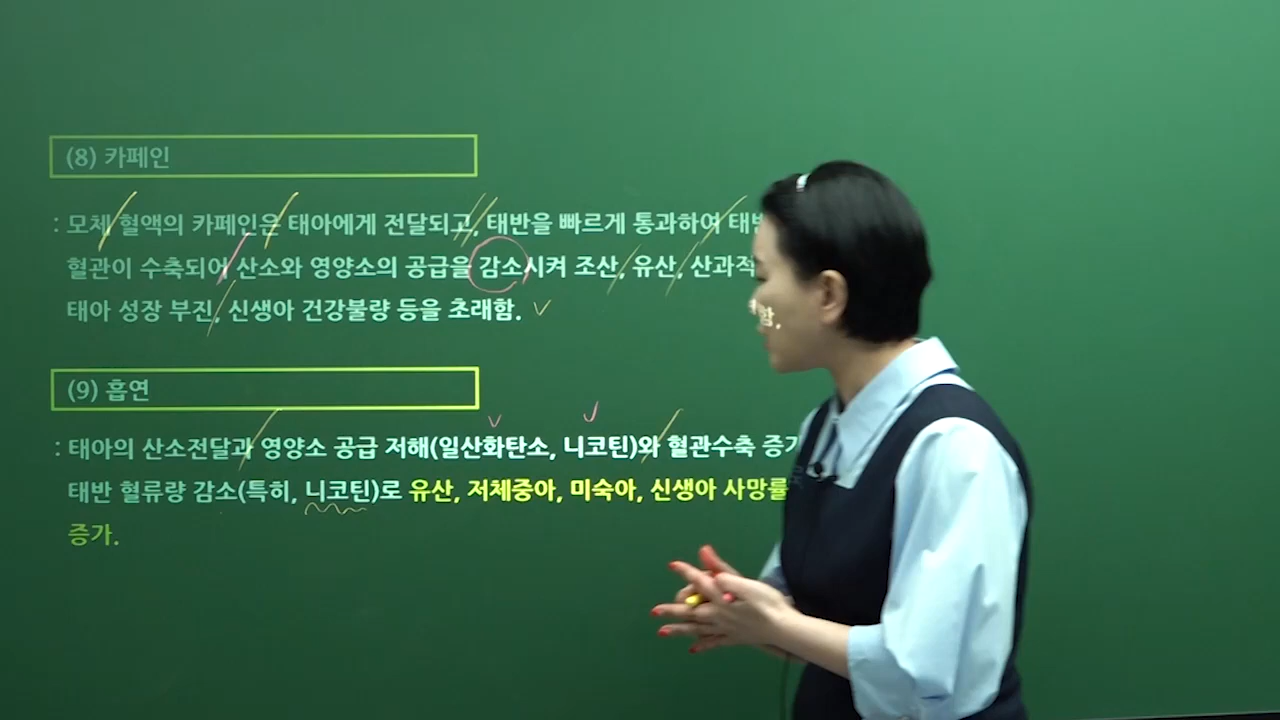 (8) 카페인
: 모체 혈액의 카페인은 태아에게 전달되고, 태반을 빠르게 통과하여
혈관이 수축되어 산소와 영양소의 공급을 감소시켜 조산, 유산,
태아 성장 부진, 신생아 건강불량 등을 초래함.
(9) 흡연
: 태아의 산소전달과 영양소 공급 저해(일산화탄소, 니코틴)와 혈관수축
태반 혈류량 감소(특히, 니코틴)로 유산, 저체중아, 미숙아, 신생아 사망률
증가.